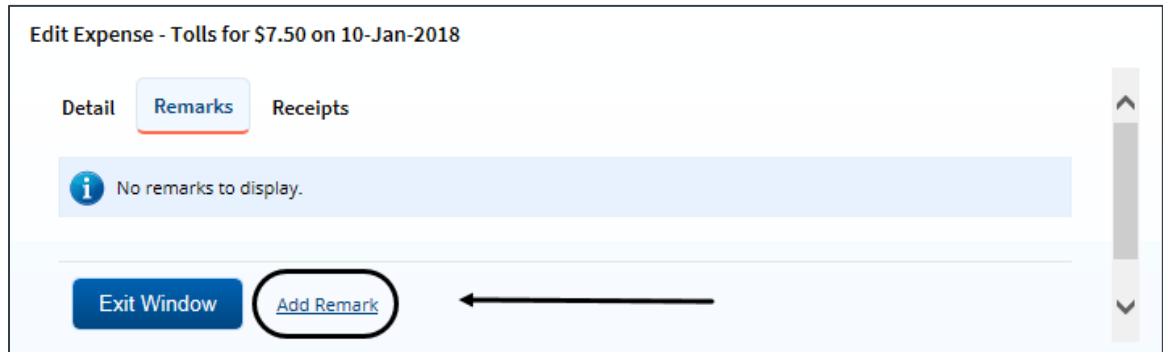 Edit Expense - Tolls for $7.50 on 10-Jan-2018
Detail Remarks Receipts
No remarks to display.
Exit Window Add Remark